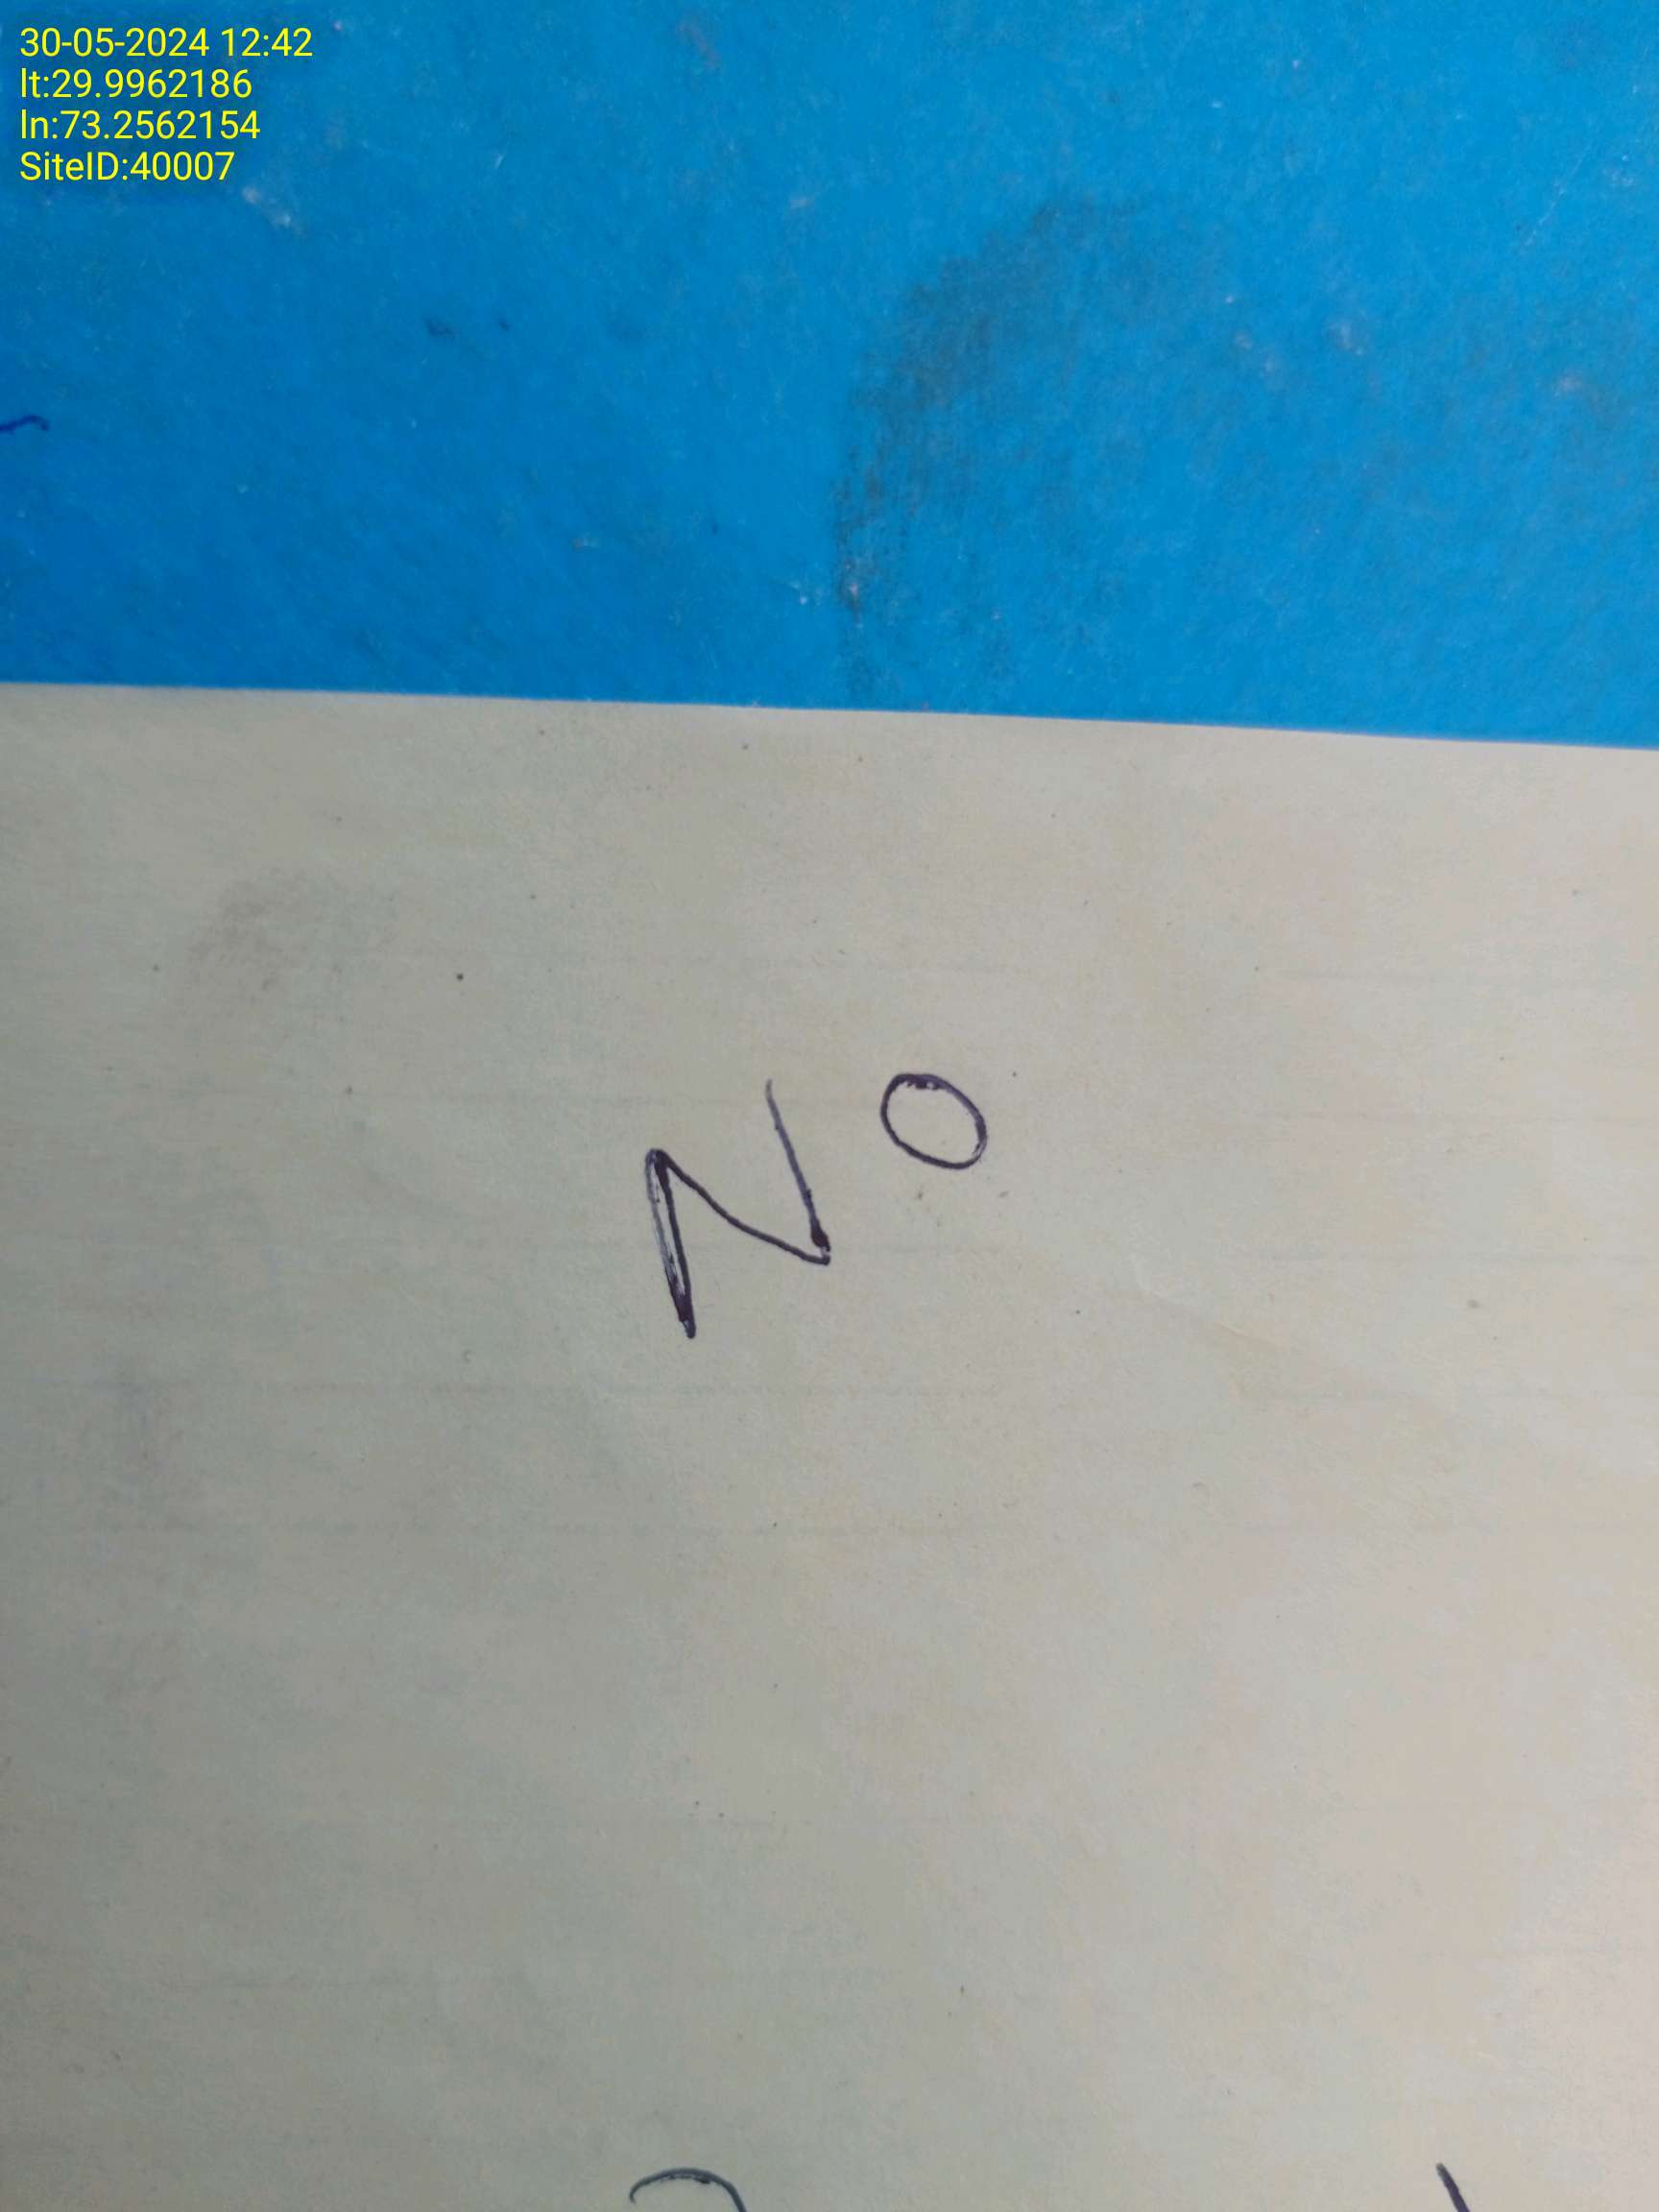 30-05-2024 12:42
lt:29.9962186
ln:73.2562154
SiteID:40007
No